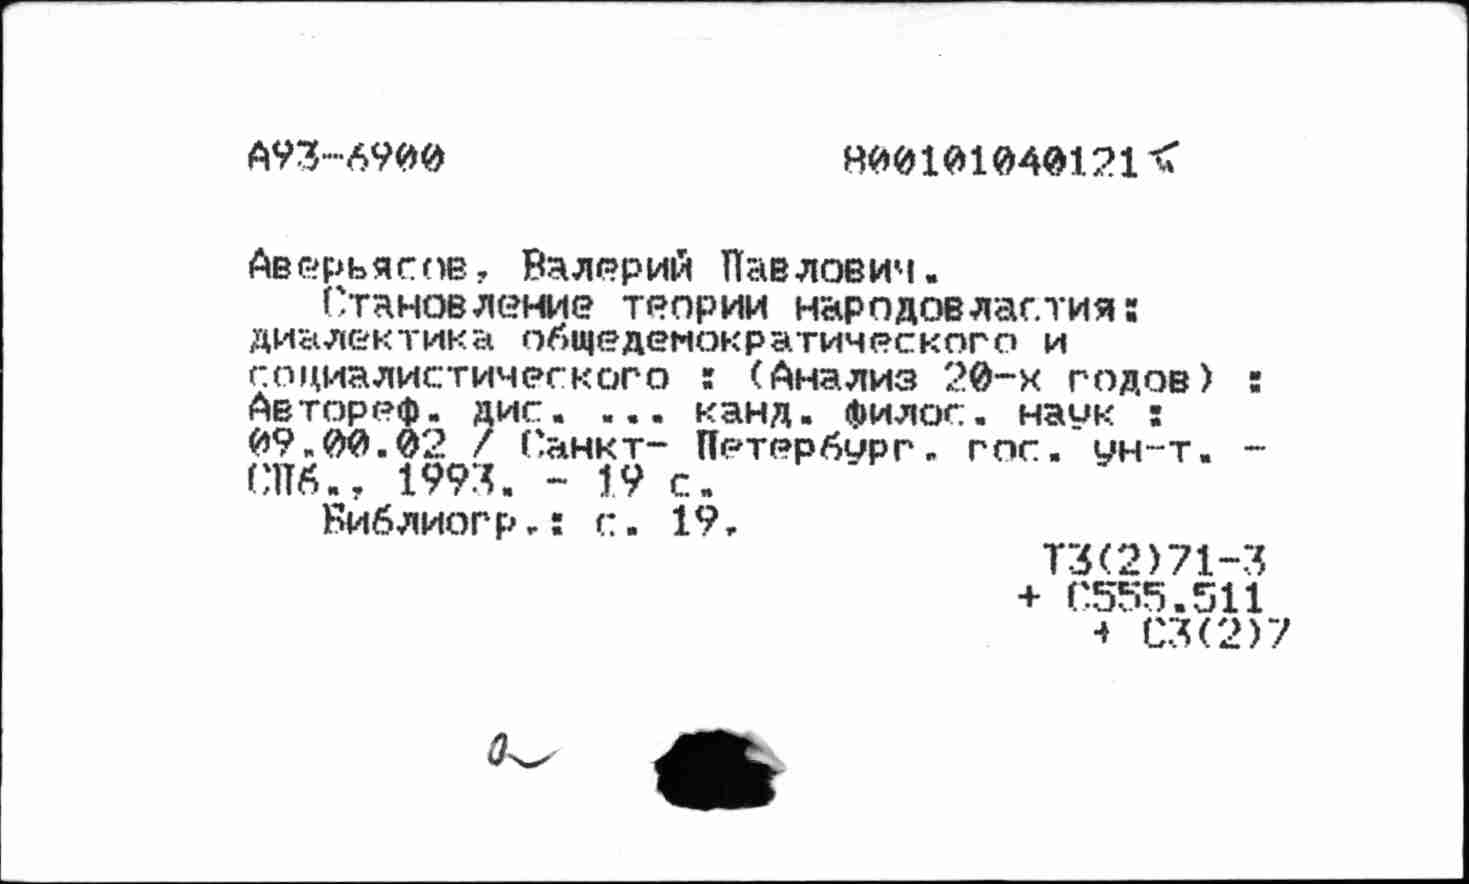 А93-6900 800101040121
Аверьясов, Валерий Павлович.
Становление теории народовластия:
диалектика общедемократического и
социалистического : (Анализ 20-х годов) :
Автореф. дис. ... канд. филос. наук :
09.00.02 / Санкт- Петербург. гос. ун-т. -
СПб., 1993. - 19 с.
Библиогр.: с. 19.
Т3(2)71-3
+ С555.511
+ С3(2)7